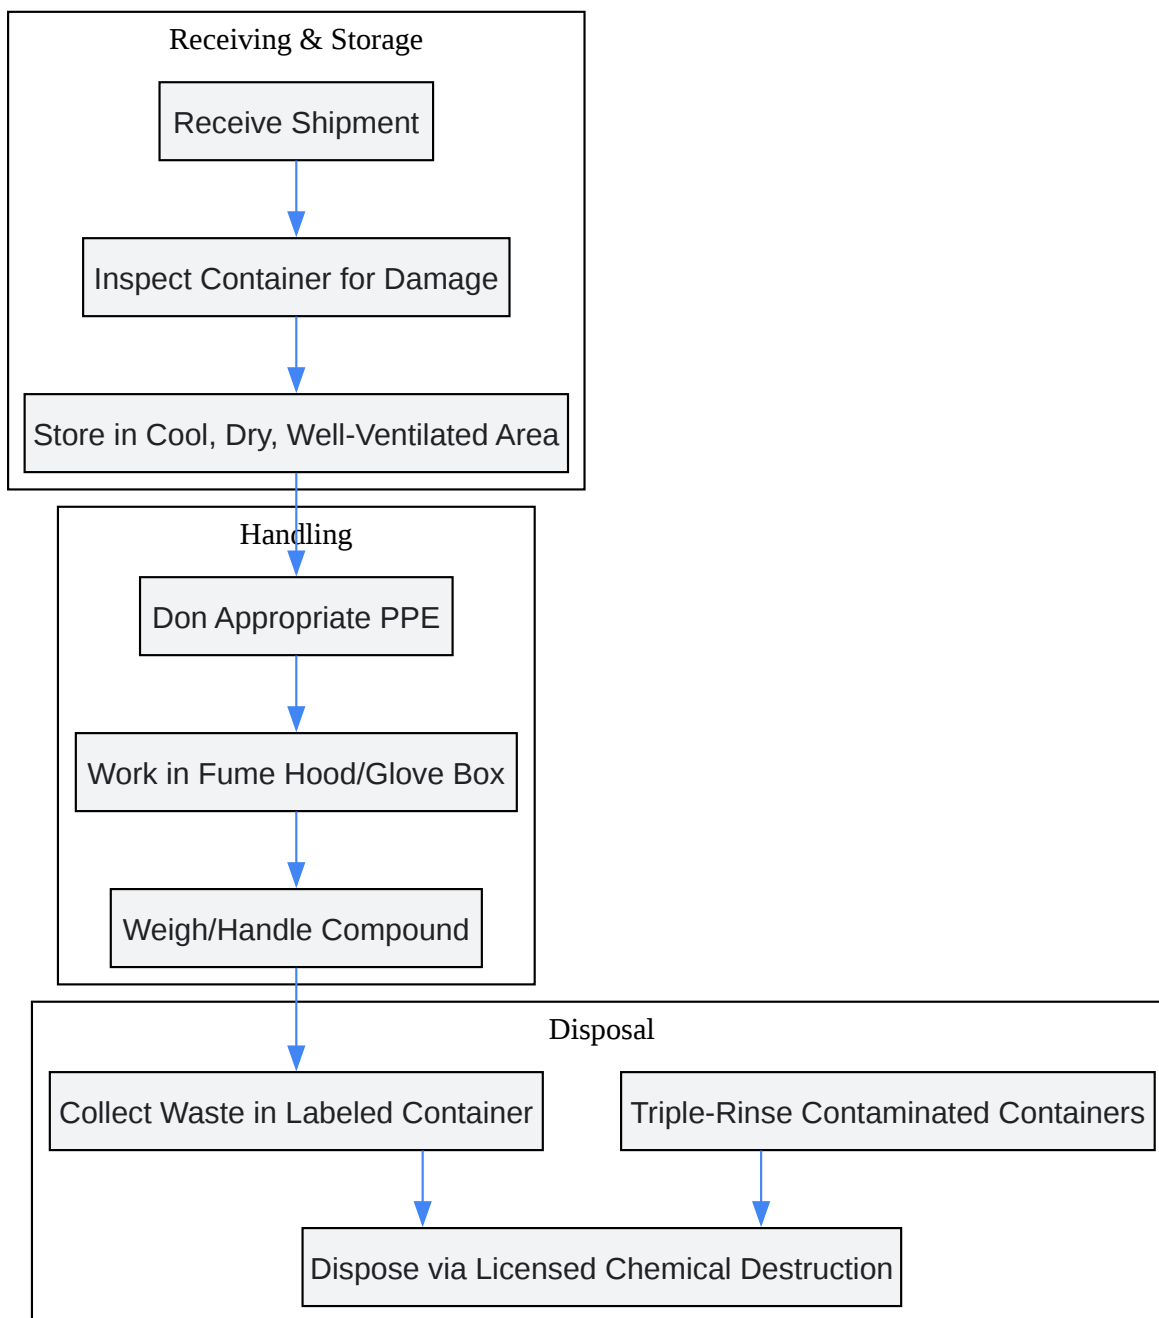 Receiving & Storage
Receive Shipment
Inspect Container for Damage
Store in Cool, Dry, Well-Ventilated Area
Handling
Don Appropriate PPE
Work in Fume Hood/Glove Box
Weigh/Handle Compound
Disposal
Collect Waste in Labeled Container
Triple-Rinse Contaminated Containers
Dispose via Licensed Chemical Destruction